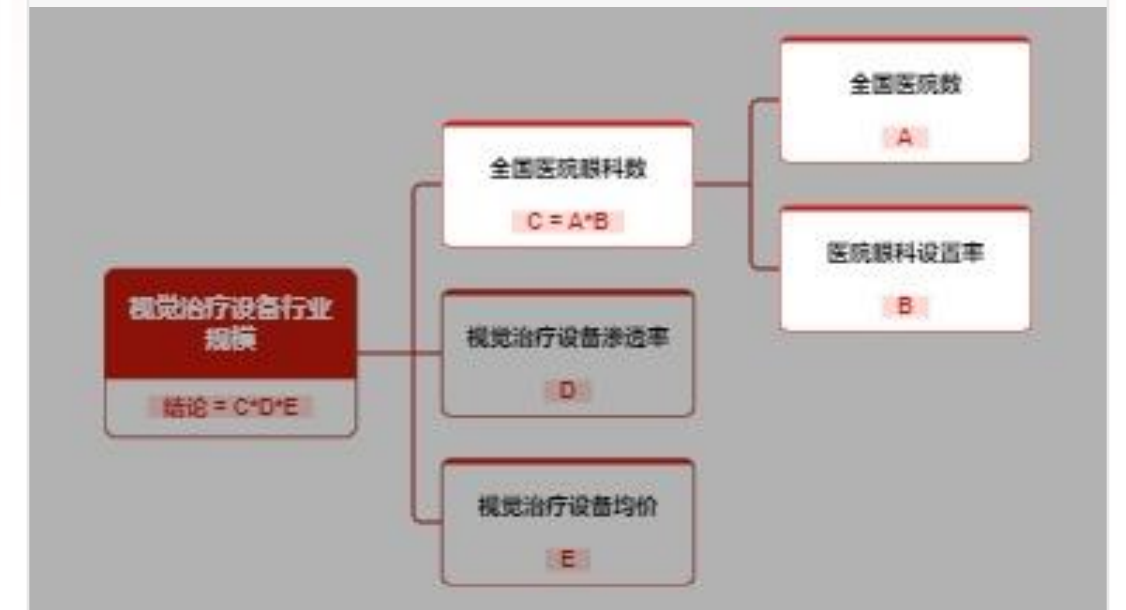 全国医院数
A
全国医院眼科数
C = A*B
医院眼科设置率
B
视觉治疗设备行业
规模
结论 = C*D*E
视觉治疗设备渗透率
D
视觉治疗设备均价
E